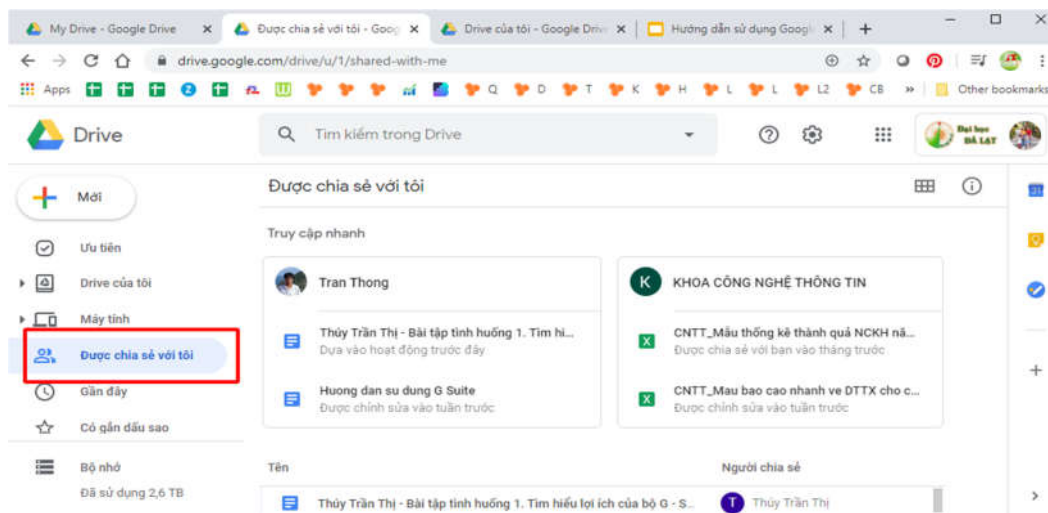 My Drive - Google Drive
Được chia sẻ với tôi - Goog
Drive của tôi - Google Driv
Hướng dẫn sử dụng Googl
drive.google.com/drive/u/1/shared-with-me
Apps
Q
D
T
K
H
L
L
L2
CB
»
Other bookmarks
Drive
Tìm kiếm trong Drive
Đại học
ĐÀ LẠT
Mới
Được chia sẻ với tôi
Truy cập nhanh
Ưu tiên
Drive của tôi
Máy tính
Được chia sẻ với tôi
Gần đây
Có gắn dấu sao
Bộ nhớ
Đã sử dụng 2,6 TB
Tran Thong
Thúy Trần Thị - Bài tập tình huống 1. Tìm hi...
Dựa vào hoạt động trước đây
Huong dan su dung G Suite
Được chỉnh sửa vào tuần trước
K
KHOA CÔNG NGHỆ THÔNG TIN
CNTT_Mẫu thống kê thành quả NCKH nă...
Được chia sẻ với bạn vào tháng trước
CNTT_Mau bao cao nhanh ve DTTX cho c...
Được chỉnh sửa vào tuần trước
Tên
Người chia sẻ
Thúy Trần Thị - Bài tập tình huống 1. Tìm hiểu lợi ích của bộ G - S...
T
Thúy Trần Thị